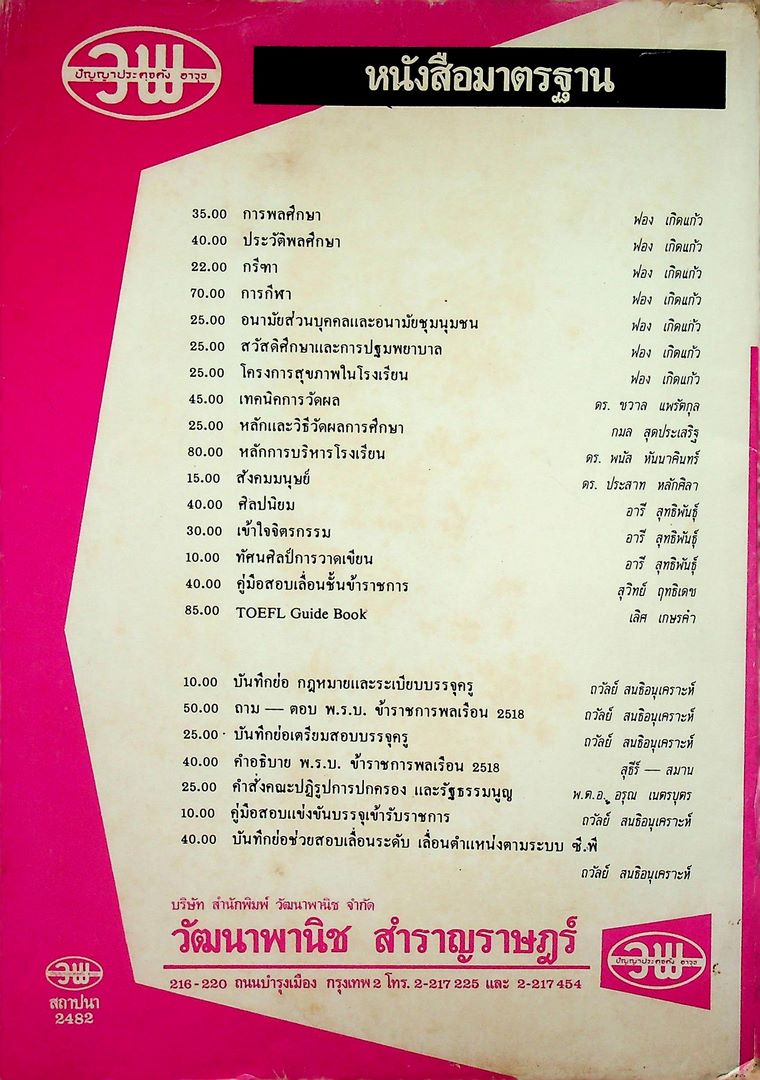 วพ
ปัญญาประดุจดัง อาวุธ
หนังสือมาตรฐาน
35.00 การพลศึกษา ฟอง เกิดแก้ว
40.00 ประวัติพลศึกษา ฟอง เกิดแก้ว
22.00 กรีฑา ฟอง เกิดแก้ว
70.00 การกีฬา ฟอง เกิดแก้ว
25.00 อนามัยส่วนบุคคลและอนามัยชุมนุมชน ฟอง เกิดแก้ว
25.00 สวัสดิศึกษาและการปฐมพยาบาล ฟอง เกิดแก้ว
25.00 โครงการสุขภาพในโรงเรียน ฟอง เกิดแก้ว
45.00 เทคนิคการวัดผล ดร. ชวาล แพรัตกุล
25.00 หลักและวิธีวัดผลการศึกษา กมล สุดประเสริฐ
80.00 หลักการบริหารโรงเรียน ดร. พนัส หันนาคินทร์
15.00 สังคมมนุษย์ ดร. ประสาท หลักศิลา
40.00 ศิลปนิยม อารี สุทธิพันธุ์
30.00 เข้าใจจิตรกรรม อารี สุทธิพันธุ์
10.00 ทัศนศิลป์การวาดเขียน อารี สุทธิพันธุ์
40.00 คู่มือสอบเลื่อนชั้นข้าราชการ สุวิทย์ ฤทธิเดช
85.00 TOEFL Guide Book เลิศ เกษรคำ
10.00 บันทึกย่อ กฎหมายและระเบียบบรรจุครู ถวัลย์ สนธิอนุเคราะห์
50.00 ถาม — ตอบ พ.ร.บ. ข้าราชการพลเรือน 2518 ถวัลย์ สนธิอนุเคราะห์
25.00 บันทึกย่อเตรียมสอบบรรจุครู ถวัลย์ สนธิอนุเคราะห์
40.00 คำอธิบาย พ.ร.บ. ข้าราชการพลเรือน 2518 สุธีร์ — สมาน
25.00 คำสั่งคณะปฏิรูปการปกครอง และรัฐธรรมนูญ พ.ต.อ. อรุณ เนตรบุตร
10.00 คู่มือสอบแข่งขันบรรจุเข้ารับราชการ ถวัลย์ สนธิอนุเคราะห์
40.00 บันทึกย่อช่วยสอบเลื่อนระดับ เลื่อนตำแหน่งตามระบบ ซี.พี
ถวัลย์ สนธิอนุเคราะห์
บริษัท สำนักพิมพ์ วัฒนาพานิช จำกัด
วัฒนาพานิช สำราญราษฎร์
216-220 ถนนบำรุงเมือง กรุงเทพ 2 โทร. 2-217 225 และ 2-217 454
วพ
ปัญญาประดุจดัง อาวุธ
วพ
สถาปนา
2482